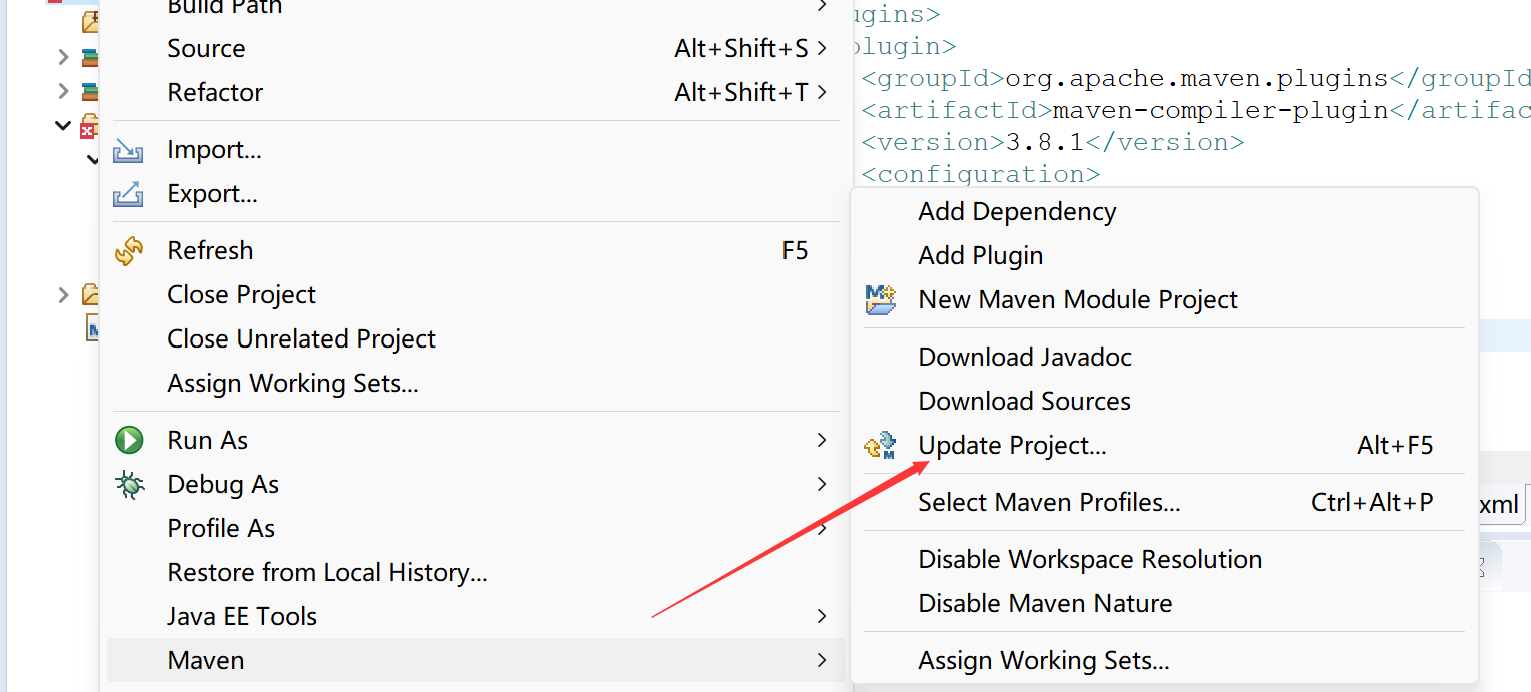 Build Path
Source Alt+Shift+S
Refactor Alt+Shift+T
Import...
Export...
Refresh F5
Close Project
Close Unrelated Project
Assign Working Sets...
Run As
Debug As
Profile As
Restore from Local History...
Java EE Tools
Maven
ugins>
plugin>
<groupId>org.apache.maven.plugins</groupId
<artifactId>maven-compiler-plugin</artifac
<version>3.8.1</version>
<configuration>
Add Dependency
Add Plugin
New Maven Module Project
Download Javadoc
Download Sources
Update Project... Alt+F5
Select Maven Profiles... Ctrl+Alt+P
Disable Workspace Resolution
Disable Maven Nature
Assign Working Sets...
xml